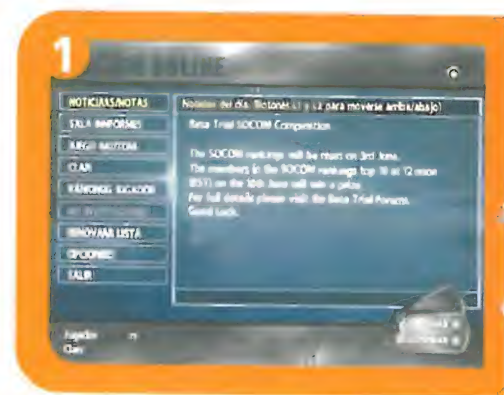 1
NOTICIAS/NOTAS
Noticias del día. (Botones L1 y L2 para moverse arriba/abajo)
SALA INFORMES
Beta Trial SOCOM Competition
JUEGO
CLAN
The SOCOM rankings will be reset on 3rd June.
The members in the SOCOM rankings top 10 at 12 noon
(BST) on the 10th June will win a prize.
For full details please visit the Beta Trial Forums.
Good Luck.
RANKINGS JUGADOR
RENOVAR LISTA
OPCIONES
SALIR
Jugador
Clan